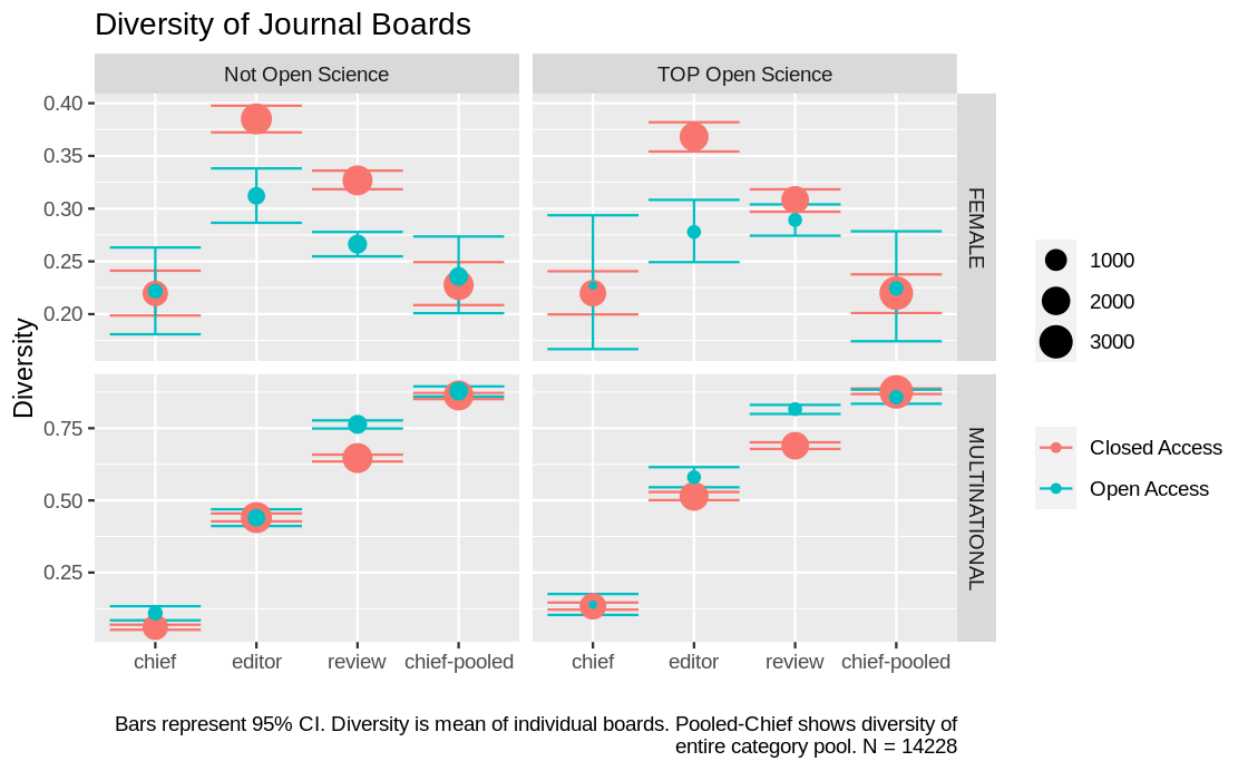 Diversity of Journal Boards
Not Open Science
TOP Open Science
0.40
0.35
0.30
0.25
0.20
FEMALE
Diversity
0.75
0.50
0.25
MULTINATIONAL
chief editor review chief-pooled
chief editor review chief-pooled
1000
2000
3000
Closed Access
Open Access
Bars represent 95% CI. Diversity is mean of individual boards. Pooled-Chief shows diversity of
entire category pool. N = 14228